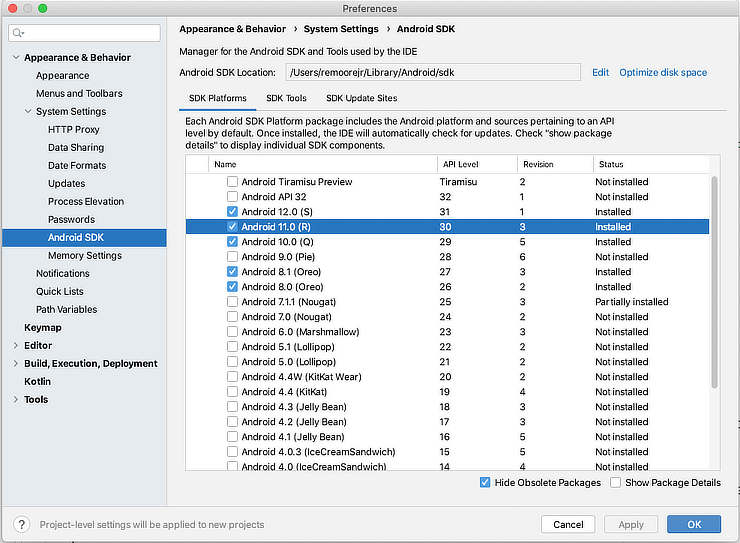 Preferences
Appearance & Behavior › System Settings › Android SDK
Manager for the Android SDK and Tools used by the IDE
Android SDK Location: /Users/remoorejr/Library/Android/sdk Edit Optimize disk space
SDK Platforms SDK Tools SDK Update Sites
Each Android SDK Platform package includes the Android platform and sources pertaining to an API
level by default. Once installed, the IDE will automatically check for updates. Check "show package
details" to display individual SDK components.
Name API Level Revision Status
Android Tiramisu Preview Tiramisu 2 Not installed
Android API 32 32 1 Not installed
Android 12.0 (S) 31 1 Installed
Android 11.0 (R) 30 3 Installed
Android 10.0 (Q) 29 5 Installed
Android 9.0 (Pie) 28 6 Not installed
Android 8.1 (Oreo) 27 3 Installed
Android 8.0 (Oreo) 26 2 Installed
Android 7.1.1 (Nougat) 25 3 Partially installed
Android 7.0 (Nougat) 24 2 Not installed
Android 6.0 (Marshmallow) 23 3 Not installed
Android 5.1 (Lollipop) 22 2 Not installed
Android 5.0 (Lollipop) 21 2 Not installed
Android 4.4W (KitKat Wear) 20 2 Not installed
Android 4.4 (KitKat) 19 4 Not installed
Android 4.3 (Jelly Bean) 18 3 Not installed
Android 4.2 (Jelly Bean) 17 3 Not installed
Android 4.1 (Jelly Bean) 16 5 Not installed
Android 4.0.3 (IceCreamSandwich) 15 5 Not installed
Android 4.0 (IceCreamSandwich) 14 4 Not installed
Hide Obsolete Packages Show Package Details
Appearance & Behavior
Appearance
Menus and Toolbars
System Settings
HTTP Proxy
Data Sharing
Date Formats
Updates
Process Elevation
Passwords
Android SDK
Memory Settings
Notifications
Quick Lists
Path Variables
Keymap
Editor
Build, Execution, Deployment
Kotlin
Tools
? Project-level settings will be applied to new projects
Cancel Apply OK